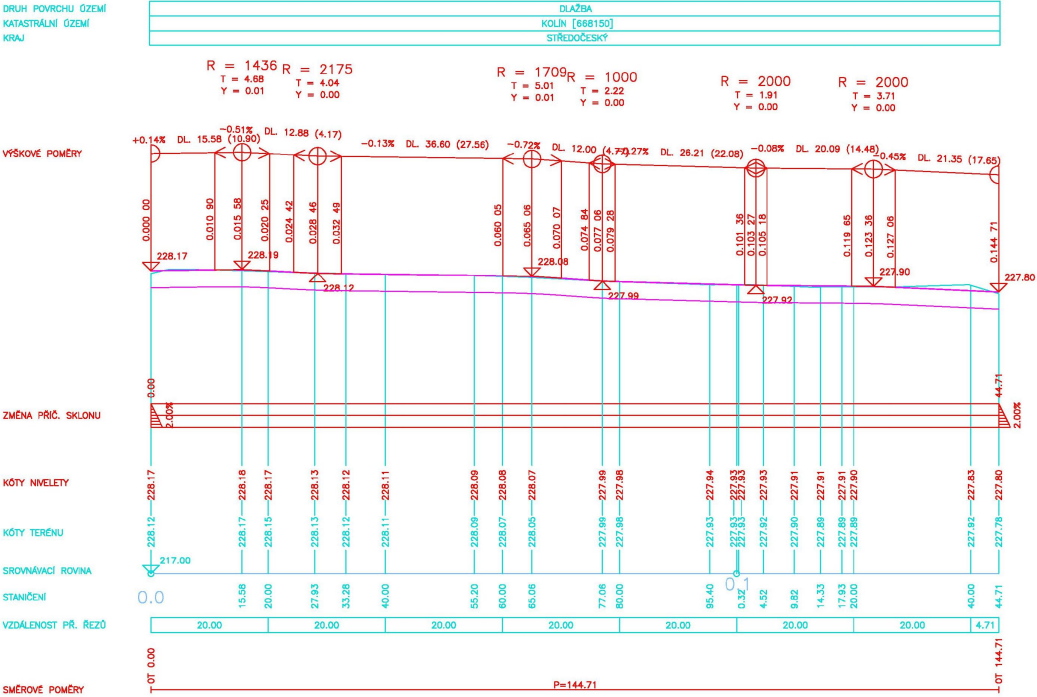 DRUH POVRCHU ÚZEMÍ DLAŽBA
KATASTRÁLNÍ ÚZEMÍ KOLÍN [668150]
KRAJ STŘEDOČESKÝ
R = 1436 R = 2175 R = 1709 R = 1000 R = 2000 R = 2000
T = 4.68 T = 4.04 T = 5.01 T = 2.22 T = 1.91 T = 3.71
Y = 0.01 Y = 0.00 Y = 0.01 Y = 0.00 Y = 0.00 Y = 0.00
VÝŠKOVÉ POMĚRY +0.14% DL. 15.58 (10.90) -0.51% DL. 12.88 (4.17) -0.13% DL. 36.60 (27.56) -0.72% DL. 12.00 -0.27% DL. 26.21 (22.08) -0.08% DL. 20.09 (14.48) -0.45% DL. 21.35 (17.65)
0.000 00 0.010 90 0.015 58 0.020 25 0.024 42 0.028 46 0.032 49 0.060 05 0.065 06 0.070 07 0.074 84 0.077 06 0.079 28 0.101 36 0.103 27 0.105 18 0.119 65 0.123 36 0.127 06 0.144 71
228.17 228.19 228.12 228.08 227.99 227.92 227.90 227.80
0.00 44.71
ZMĚNA PŘÍČ. SKLONU 2.00% 2.00%
KÓTY NIVELETY 228.17 228.18 228.17 228.13 228.12 228.11 228.09 228.08 228.07 227.99 227.98 227.94 227.93 227.93 227.93 227.91 227.91 227.91 227.90 227.83 227.80
KÓTY TERÉNU 228.12 228.17 228.15 228.13 228.12 228.11 228.09 228.07 228.05 227.99 227.98 227.93 227.93 227.93 227.92 227.90 227.89 227.89 227.89 227.92 227.78
SROVNÁVACÍ ROVINA 217.00
STANIČENÍ 0.0 15.58 20.00 27.93 33.28 40.00 55.20 60.00 65.06 77.06 80.00 95.40 0.1 0.32 4.52 9.82 14.33 17.93 20.00 40.00 44.71
VZDÁLENOST PŘ. ŘEZŮ 20.00 20.00 20.00 20.00 20.00 20.00 20.00 4.71
OT 0.00 OT 144.71
SMĚROVÉ POMĚRY P=144.71